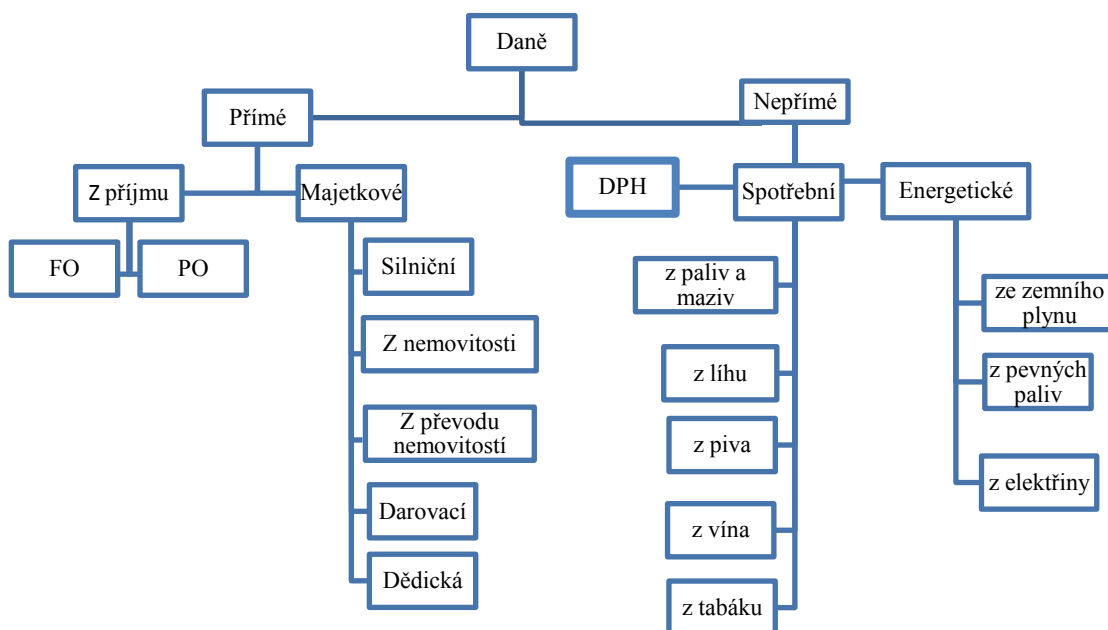 Daně
Přímé
Nepřímé
Z příjmu
Majetkové
DPH
Spotřební
Energetické
FO
PO
Silniční
Z nemovitosti
Z převodu
nemovitostí
Darovací
Dědická
z paliv a
maziv
z líhu
z piva
z vína
z tabáku
ze zemního
plynu
z pevných
paliv
z elektřiny